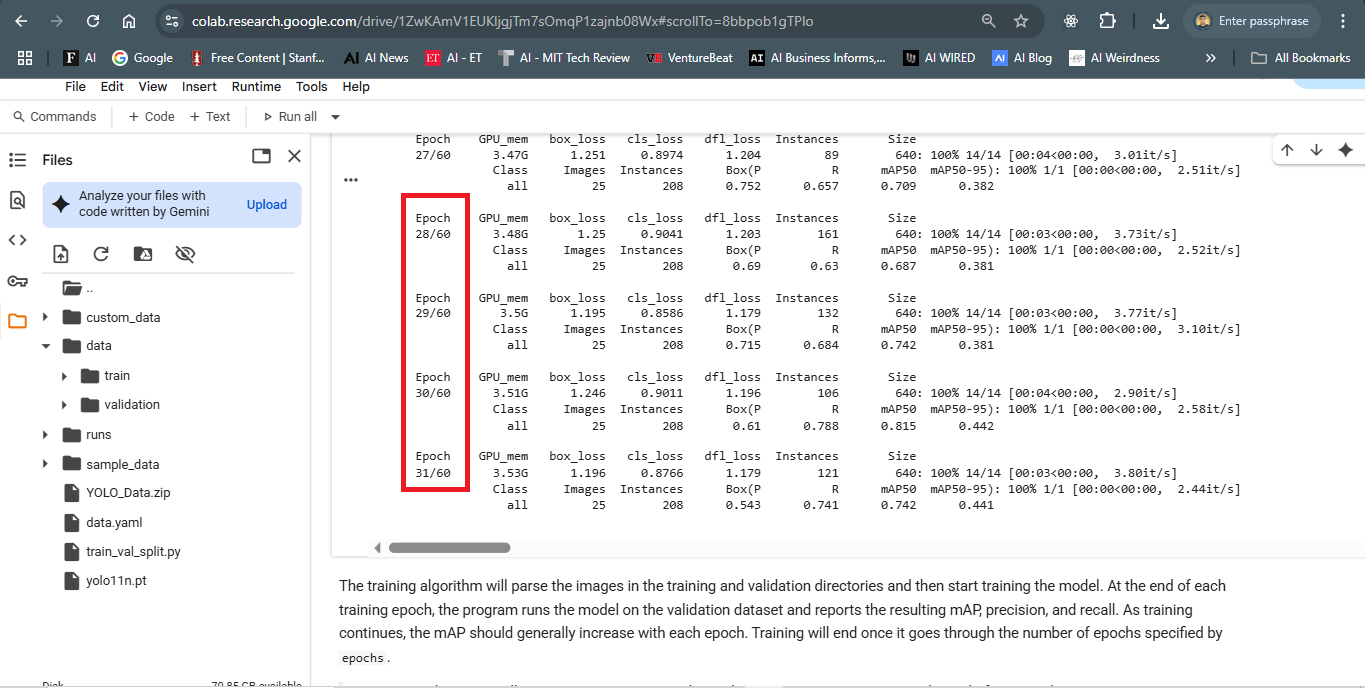 colab.research.google.com/drive/1ZwKAmV1EUKIjgjTm7sOmqP1zajnb08Wx#scrollTo=8bbpob1gTPlo
Enter passphrase
F AI Google Free Content | Stanf... AI AI News ET AI - ET AI - MIT Tech Review VB VentureBeat AI AI Business Informs,... AI WIRED AI AI Blog AI Weirdness » All Bookmarks
File Edit View Insert Runtime Tools Help
Commands + Code + Text Run all
Files
Analyze your files with
code written by Gemini
Upload
..
custom_data
data
train
validation
runs
sample_data
YOLO_Data.zip
data.yaml
train_val_split.py
yolo11n.pt
Disk
...
Epoch GPU_mem box_loss cls_loss dfl_loss Instances Size
27/60 3.47G 1.251 0.8974 1.204 89 640: 100% 14/14 [00:04<00:00, 3.01it/s]
Class Images Instances Box(P R mAP50 mAP50-95): 100% 1/1 [00:00<00:00, 2.51it/s]
all 25 208 0.752 0.657 0.709 0.382
Epoch GPU_mem box_loss cls_loss dfl_loss Instances Size
28/60 3.48G 1.25 0.9041 1.203 161 640: 100% 14/14 [00:03<00:00, 3.73it/s]
Class Images Instances Box(P R mAP50 mAP50-95): 100% 1/1 [00:00<00:00, 2.52it/s]
all 25 208 0.69 0.63 0.687 0.381
Epoch GPU_mem box_loss cls_loss dfl_loss Instances Size
29/60 3.5G 1.195 0.8586 1.179 132 640: 100% 14/14 [00:03<00:00, 3.77it/s]
Class Images Instances Box(P R mAP50 mAP50-95): 100% 1/1 [00:00<00:00, 3.10it/s]
all 25 208 0.715 0.684 0.742 0.381
Epoch GPU_mem box_loss cls_loss dfl_loss Instances Size
30/60 3.51G 1.246 0.9011 1.196 106 640: 100% 14/14 [00:04<00:00, 2.90it/s]
Class Images Instances Box(P R mAP50 mAP50-95): 100% 1/1 [00:00<00:00, 2.58it/s]
all 25 208 0.61 0.788 0.815 0.442
Epoch GPU_mem box_loss cls_loss dfl_loss Instances Size
31/60 3.53G 1.196 0.8766 1.179 121 640: 100% 14/14 [00:03<00:00, 3.80it/s]
Class Images Instances Box(P R mAP50 mAP50-95): 100% 1/1 [00:00<00:00, 2.44it/s]
all 25 208 0.543 0.741 0.742 0.441
The training algorithm will parse the images in the training and validation directories and then start training the model. At the end of each
training epoch, the program runs the model on the validation dataset and reports the resulting mAP, precision, and recall. As training
continues, the mAP should generally increase with each epoch. Training will end once it goes through the number of epochs specified by
epochs.